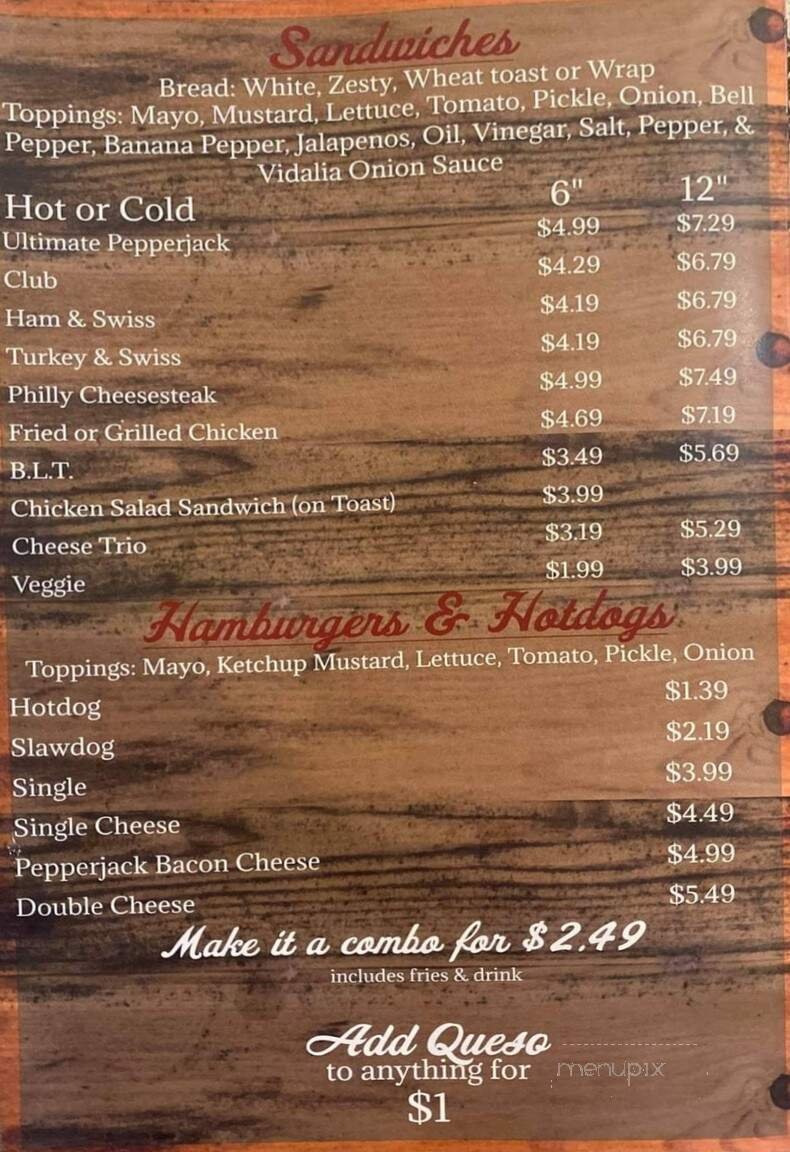 Sandwiches
Bread: White, Zesty, Wheat toast or Wrap
Toppings: Mayo, Mustard, Lettuce, Tomato, Pickle, Onion, Bell
Pepper, Banana Pepper, Jalapenos, Oil, Vinegar, Salt, Pepper, &
Vidalia Onion Sauce
Hot or Cold 6" 12"
Ultimate Pepperjack $4.99 $7.29
Club $4.29 $6.79
Ham & Swiss $4.19 $6.79
Turkey & Swiss $4.19 $6.79
Philly Cheesesteak $4.99 $7.49
Fried or Grilled Chicken $4.69 $7.19
B.L.T. $3.49 $5.69
Chicken Salad Sandwich (on Toast) $3.99
Cheese Trio $3.19 $5.29
Veggie $1.99 $3.99
Hamburgers & Hotdogs
Toppings: Mayo, Ketchup Mustard, Lettuce, Tomato, Pickle, Onion
Hotdog $1.39
Slawdog $2.19
Single $3.99
Single Cheese $4.49
Pepperjack Bacon Cheese $4.99
Double Cheese $5.49
Make it a combo for $2.49
includes fries & drink
Add Queso
to anything for
$1
menupix